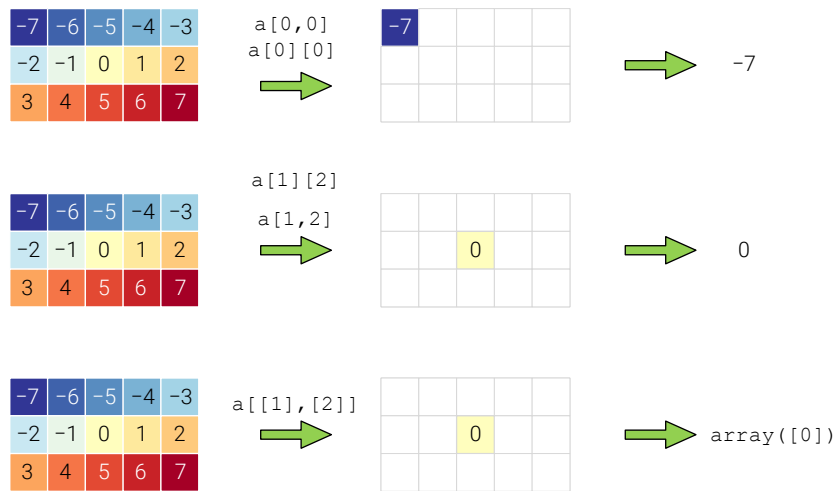 −7 −6 −5 −4 −3
−2 −1 0 1 2
3 4 5 6 7
a[0,0]
a[0][0]
−7
−7
−7 −6 −5 −4 −3
−2 −1 0 1 2
3 4 5 6 7
a[1][2]
a[1,2]
0
0
−7 −6 −5 −4 −3
−2 −1 0 1 2
3 4 5 6 7
a[[1],[2]]
0
array([0])